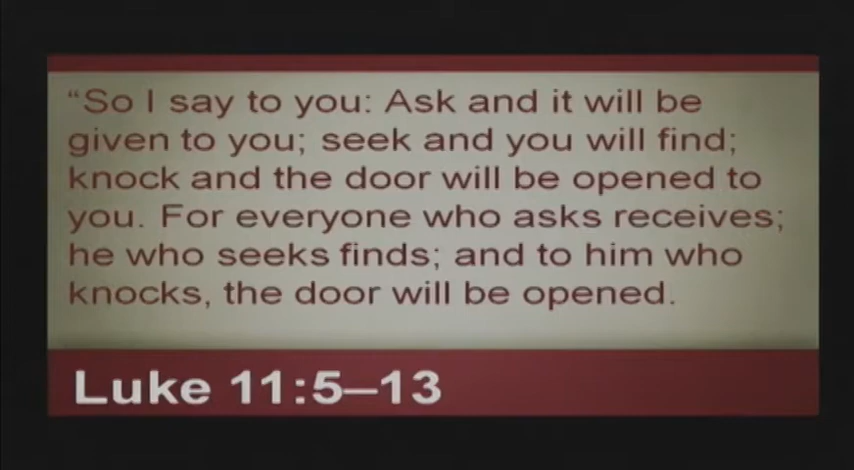 “So I say to you: Ask and it will be
given to you; seek and you will find;
knock and the door will be opened to
you. For everyone who asks receives;
he who seeks finds; and to him who
knocks, the door will be opened.
Luke 11:5–13